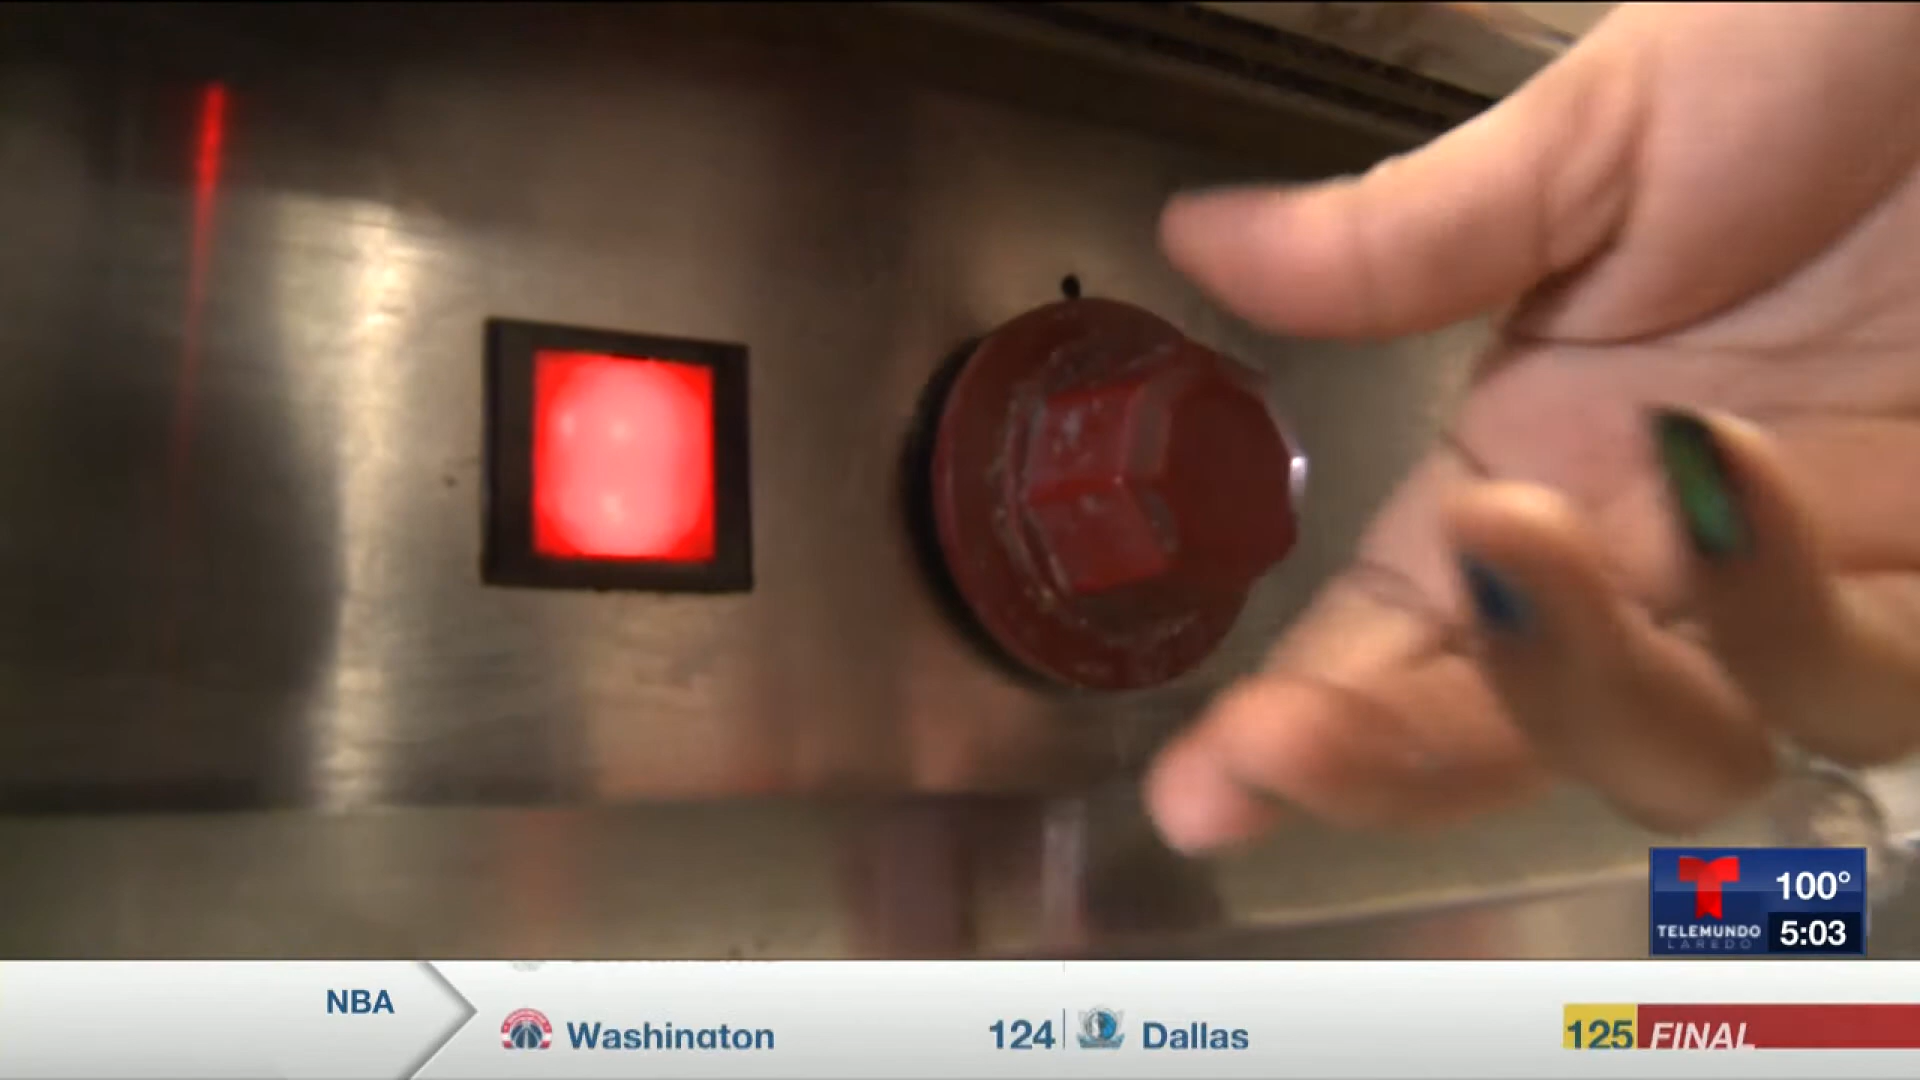 100°
TELEMUNDO
LAREDO
5:03
NBA
Washington 124 Dallas 125 FINAL